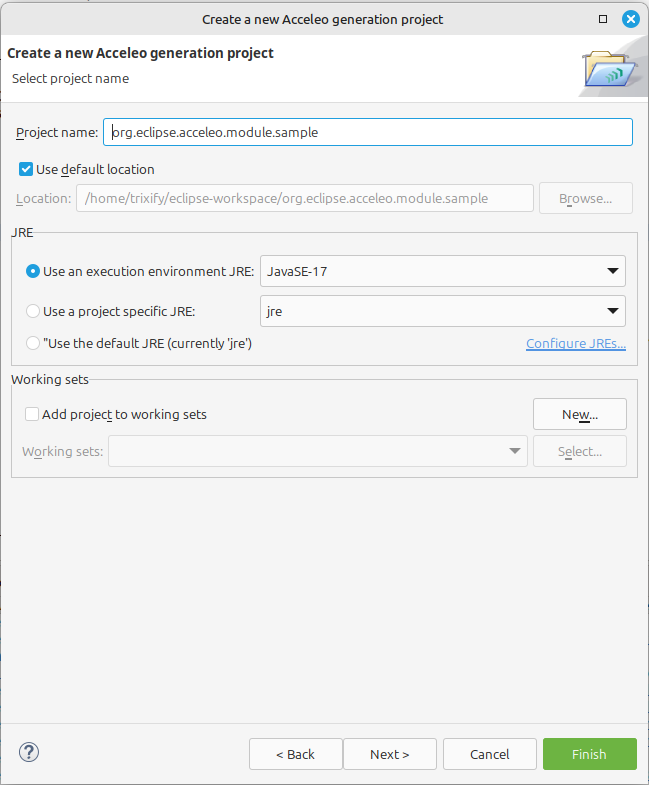 Create a new Acceleo generation project
Create a new Acceleo generation project
Select project name
Project name: org.eclipse.acceleo.module.sample
Use default location
Location: /home/trixify/eclipse-workspace/org.eclipse.acceleo.module.sample Browse...
JRE
Use an execution environment JRE: JavaSE-17
Use a project specific JRE: jre
"Use the default JRE (currently 'jre') Configure JREs...
Working sets
Add project to working sets New...
Working sets: Select...
? < Back Next > Cancel Finish